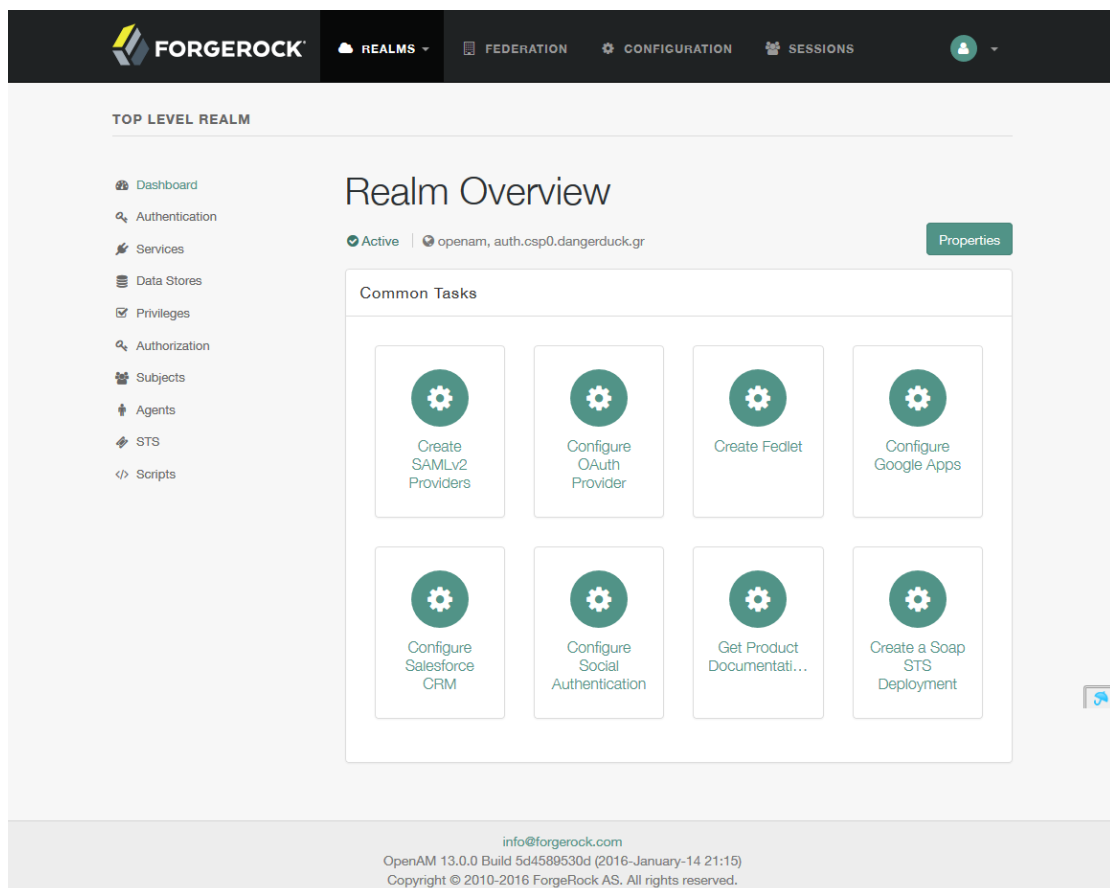 FORGEROCK
REALMS
FEDERATION
CONFIGURATION
SESSIONS
TOP LEVEL REALM
Dashboard
Authentication
Services
Data Stores
Privileges
Authorization
Subjects
Agents
STS
Scripts
Realm Overview
Active
openam, auth.csp0.dangerduck.gr
Properties
Common Tasks
Create
SAMLv2
Providers
Configure
OAuth
Provider
Create Fedlet
Configure
Google Apps
Configure
Salesforce
CRM
Configure
Social
Authentication
Get Product
Documentati...
Create a Soap
STS
Deployment
info@forgerock.com
OpenAM 13.0.0 Build 5d4589530d (2016-January-14 21:15)
Copyright © 2010-2016 ForgeRock AS. All rights reserved.